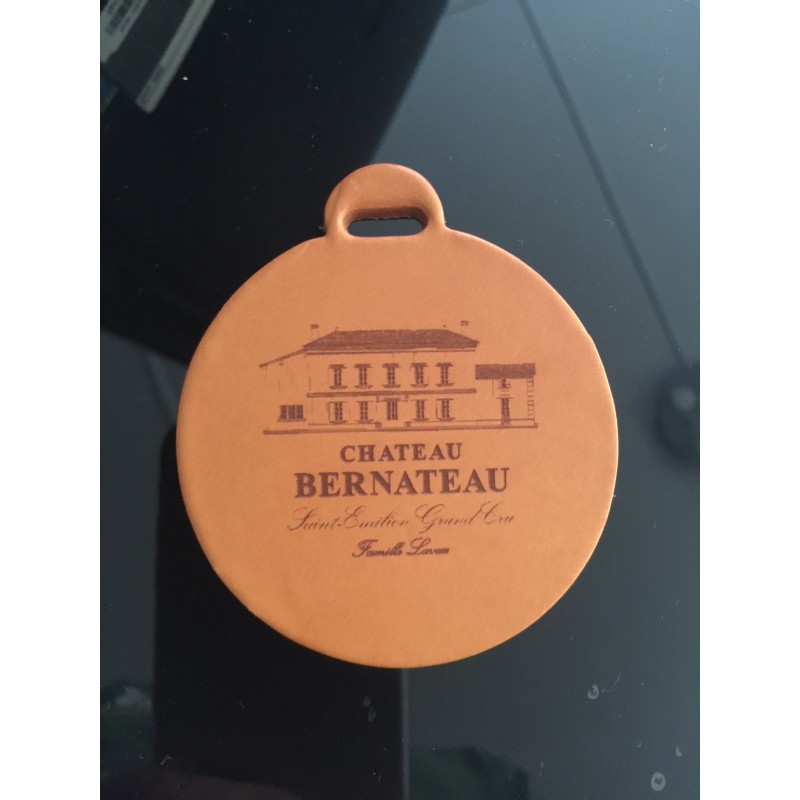 CHATEAU
BERNATEAU
Saint-Emilion Grand Cru
Famille Lavau